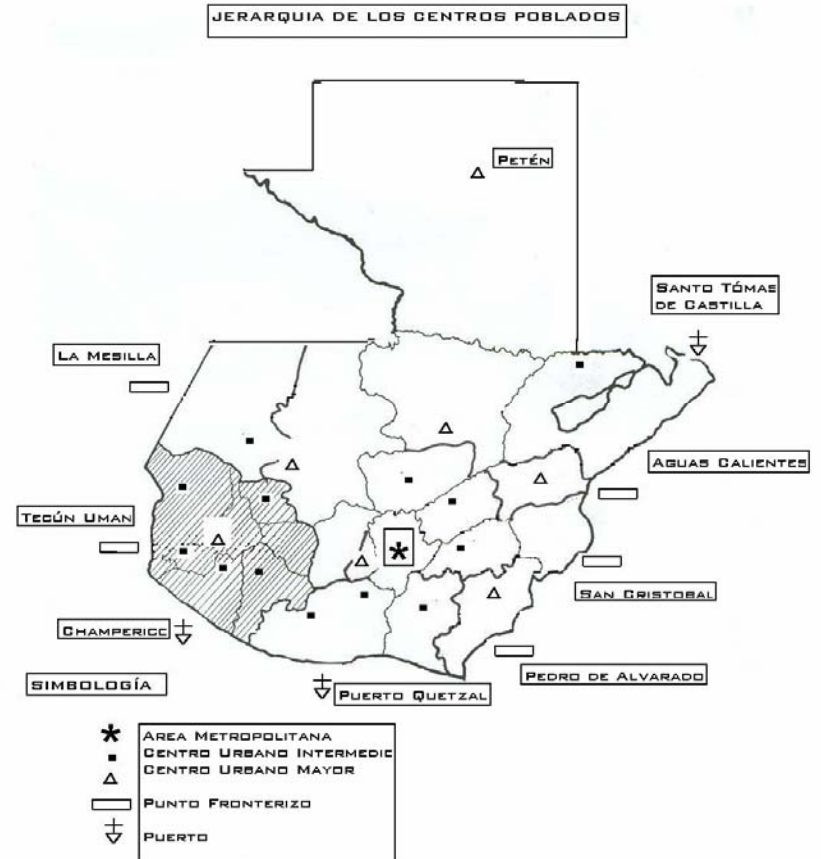 JERARQUIA DE LOS CENTROS POBLADOS
PETÉN
SANTO TÓMAS
DE CASTILLA
LA MESILLA
AGUAS CALIENTES
TECÚN UMAN
SAN CRISTOBAL
CHAMPERICO
PEDRO DE ALVARADO
SIMBOLOGÍA
PUERTO QUETZAL
AREA METROPOLITANA
CENTRO URBANO INTERMEDIO
CENTRO URBANO MAYOR
PUNTO FRONTERIZO
PUERTO